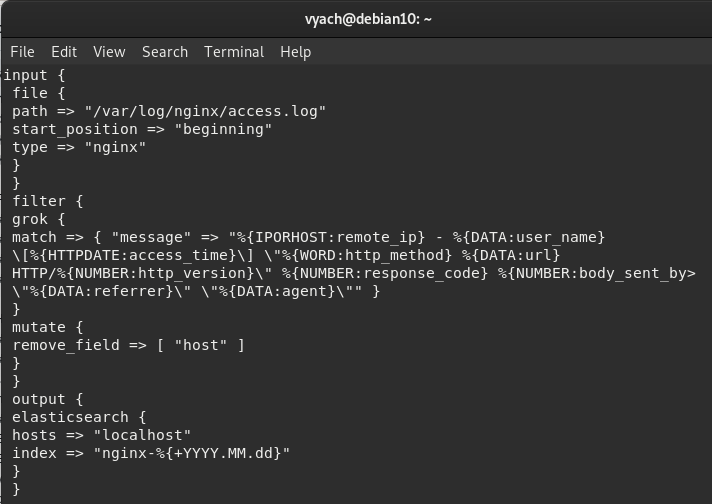 vyach@debian10: ~
File Edit View Search Terminal Help
input {
file {
path => "/var/log/nginx/access.log"
start_position => "beginning"
type => "nginx"
}
}
filter {
grok {
match => { "message" => "%{IPORHOST:remote_ip} - %{DATA:user_name}
\[%{HTTPDATE:access_time}\] \"%{WORD:http_method} %{DATA:url}
HTTP/%{NUMBER:http_version}\" %{NUMBER:response_code} %{NUMBER:body_sent_by>
\"%{DATA:referrer}\" \"%{DATA:agent}\"" }
}
mutate {
remove_field => [ "host" ]
}
}
output {
elasticsearch {
hosts => "localhost"
index => "nginx-%{+YYYY.MM.dd}"
}
}